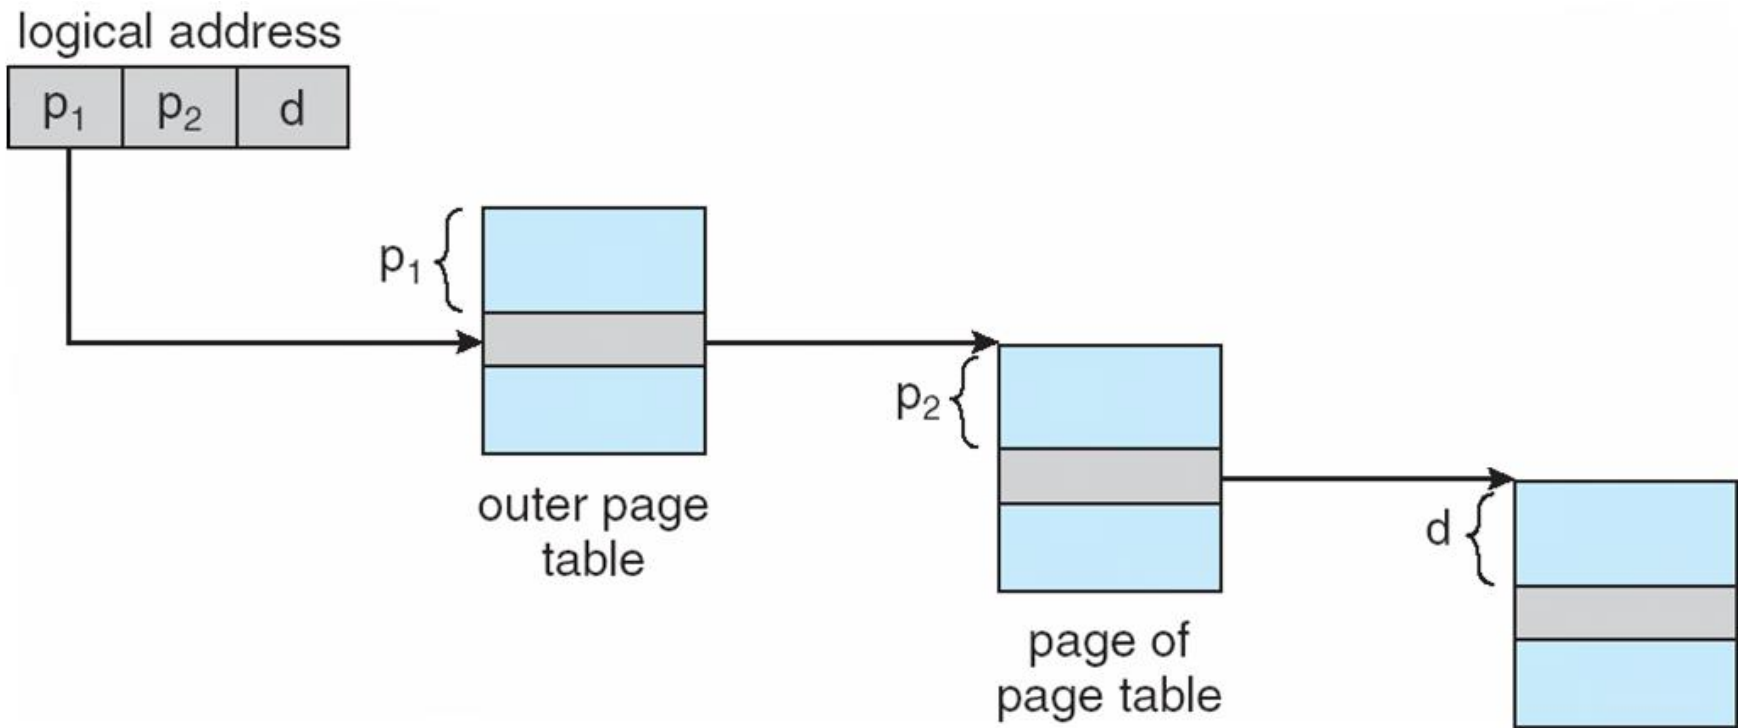 logical address
p₁ p₂ d
p₁
outer page
table
p₂
page of
page table
d